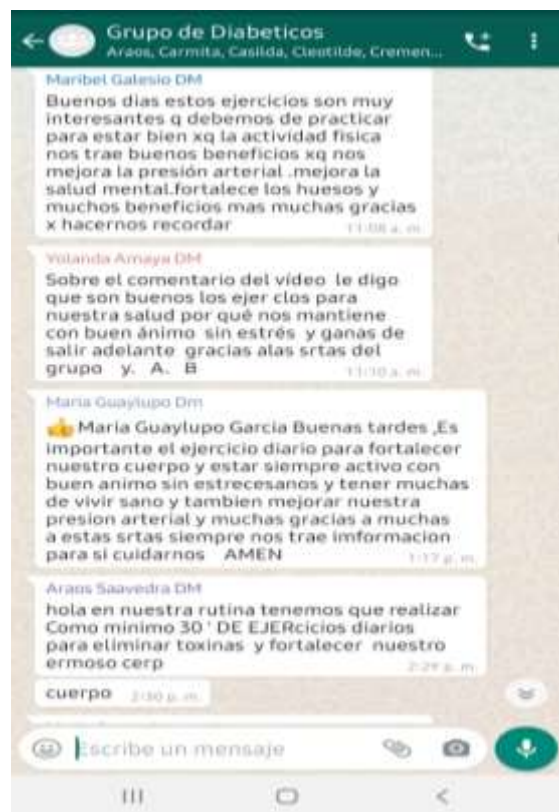 Grupo de Diabeticos
Araos, Carmita, Casilda, Cleotilde, Cremen...
Maribel Galesio DM
Buenos dias estos ejercicios son muy
interesantes q debemos de practicar
para estar bien xq la actividad fisica
nos trae buenos beneficios xq nos
mejora la presión arterial .mejora la
salud mental.fortalece los huesos y
muchos beneficios mas muchas gracias
x hacernos recordar
11:08 a. m.
Yolanda Amaya DM
Sobre el comentario del vídeo le digo
que son buenos los ejer clos para
nuestra salud por qué nos mantiene
con buen ánimo sin estrés y ganas de
salir adelante gracias alas srtas del
grupo y. A. B
11:10 a. m.
Maria Guaylupo Dm
👍 Maria Guaylupo Garcia Buenas tardes ,Es
importante el ejercicio diario para fortalecer
nuestro cuerpo y estar siempre activo con
buen animo sin estrecesanos y tener muchas
de vivir sano y tambien mejorar nuestra
presion arterial y muchas gracias a muchas
a estas srtas siempre nos trae imformacion
para si cuidarnos AMEN
1:17 p. m.
Araos Saavedra DM
hola en nuestra rutina tenemos que realizar
Como minimo 30 ' DE EJERcicios diarios
para eliminar toxinas y fortalecer nuestro
ermoso cerp
2:29 p. m.
cuerpo
2:30 p. m.
Escribe un mensaje